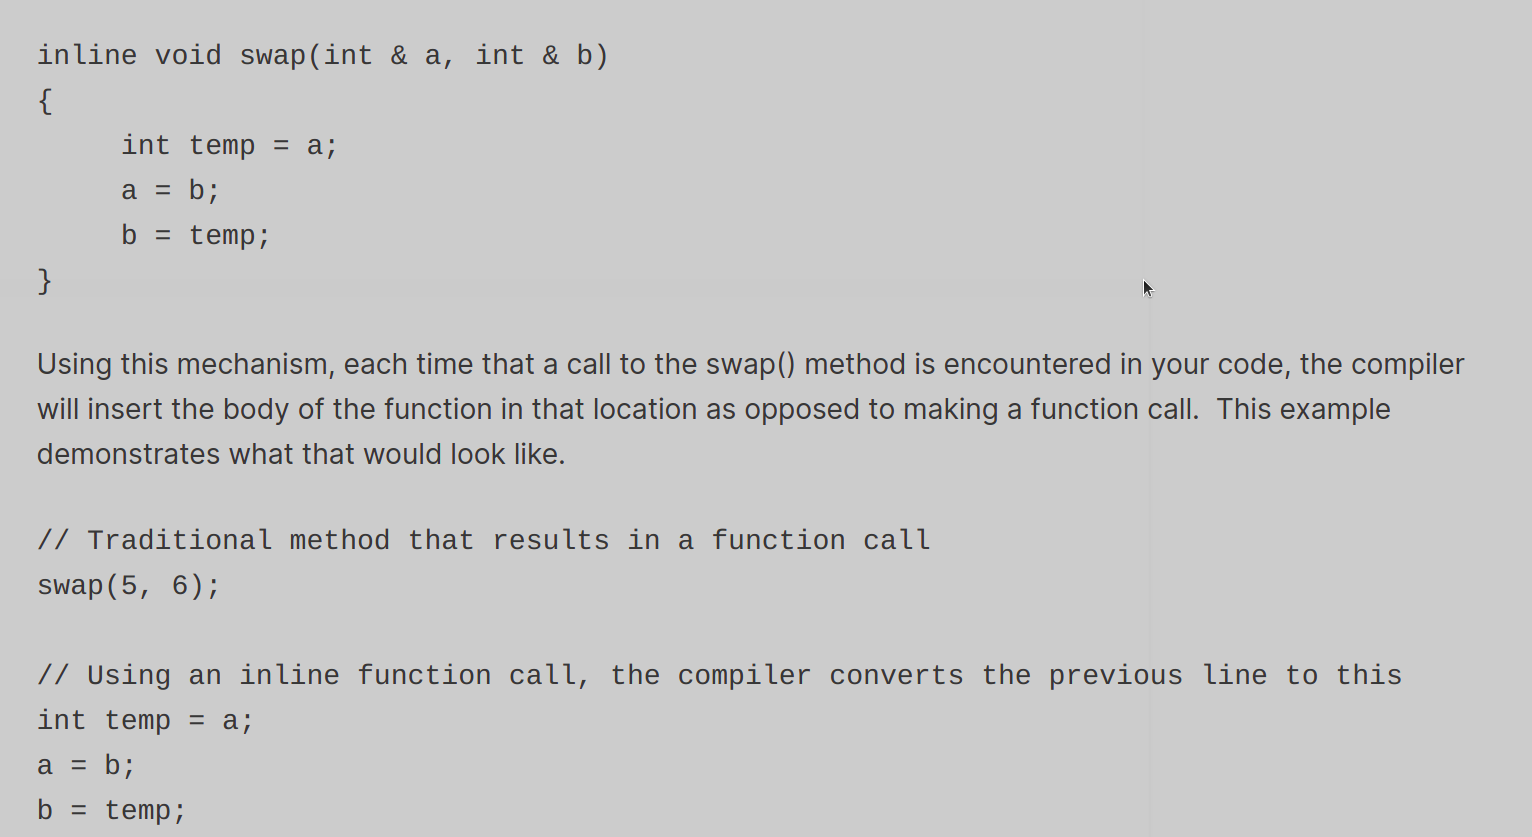 inline void swap(int & a, int & b)
{
     int temp = a;
     a = b;
     b = temp;
}
Using this mechanism, each time that a call to the swap() method is encountered in your code, the compiler
will insert the body of the function in that location as opposed to making a function call.  This example
demonstrates what that would look like.
// Traditional method that results in a function call
swap(5, 6);
// Using an inline function call, the compiler converts the previous line to this
int temp = a;
a = b;
b = temp;